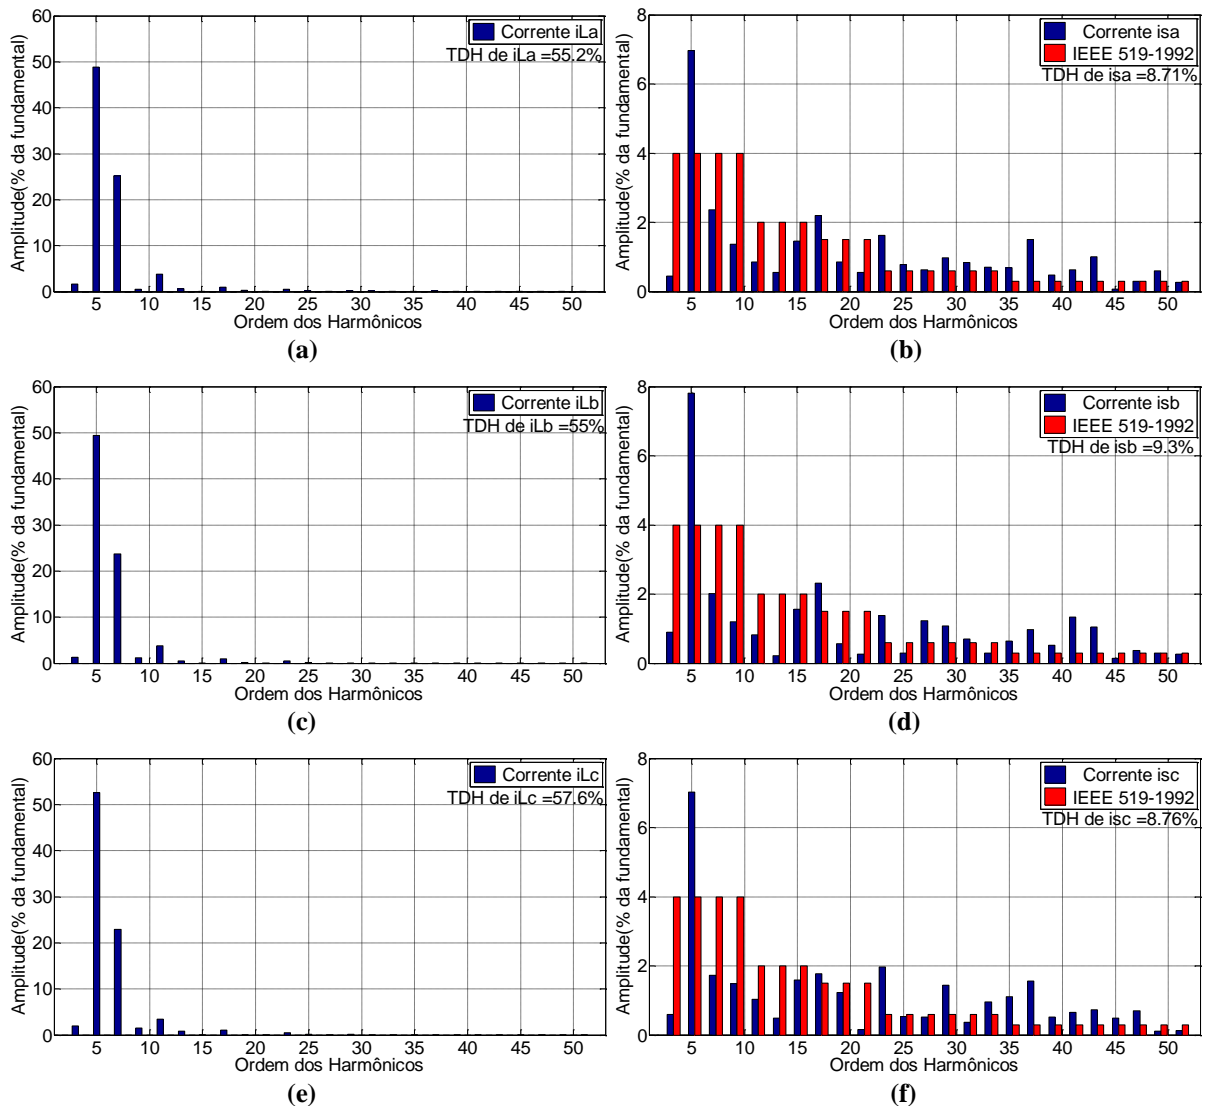 Amplitude(% da fundamental)
60
50
40
30
20
10
0
Corrente iLa
TDH de iLa =55.2%
5 10 15 20 25 30 35 40 45 50
Ordem dos Harmônicos
(a)
Amplitude(% da fundamental)
8
6
4
2
0
Corrente isa
IEEE 519-1992
TDH de isa =8.71%
5 10 15 20 25 30 35 40 45 50
Ordem dos Harmônicos
(b)
Amplitude(% da fundamental)
60
50
40
30
20
10
0
Corrente iLb
TDH de iLb =55%
5 10 15 20 25 30 35 40 45 50
Ordem dos Harmônicos
(c)
Amplitude(% da fundamental)
8
6
4
2
0
Corrente isb
IEEE 519-1992
TDH de isb =9.3%
5 10 15 20 25 30 35 40 45 50
Ordem dos Harmônicos
(d)
Amplitude(% da fundamental)
60
50
40
30
20
10
0
Corrente iLc
TDH de iLc =57.6%
5 10 15 20 25 30 35 40 45 50
Ordem dos Harmônicos
(e)
Amplitude(% da fundamental)
8
6
4
2
0
Corrente isc
IEEE 519-1992
TDH de isc =8.76%
5 10 15 20 25 30 35 40 45 50
Ordem dos Harmônicos
(f)